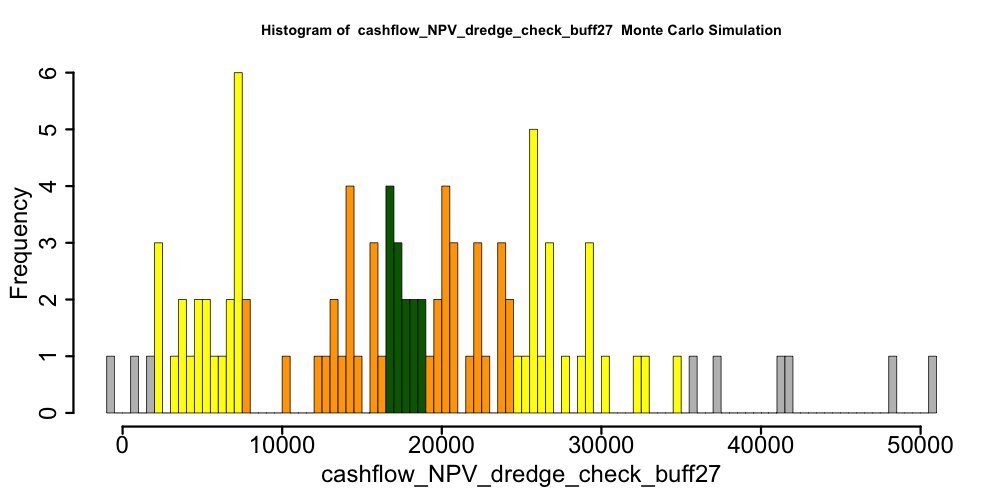 Histogram of cashflow_NPV_dredge_check_buff27 Monte Carlo Simulation
Frequency
6
5
4
3
2
1
0
0 10000 20000 30000 40000 50000
cashflow_NPV_dredge_check_buff27